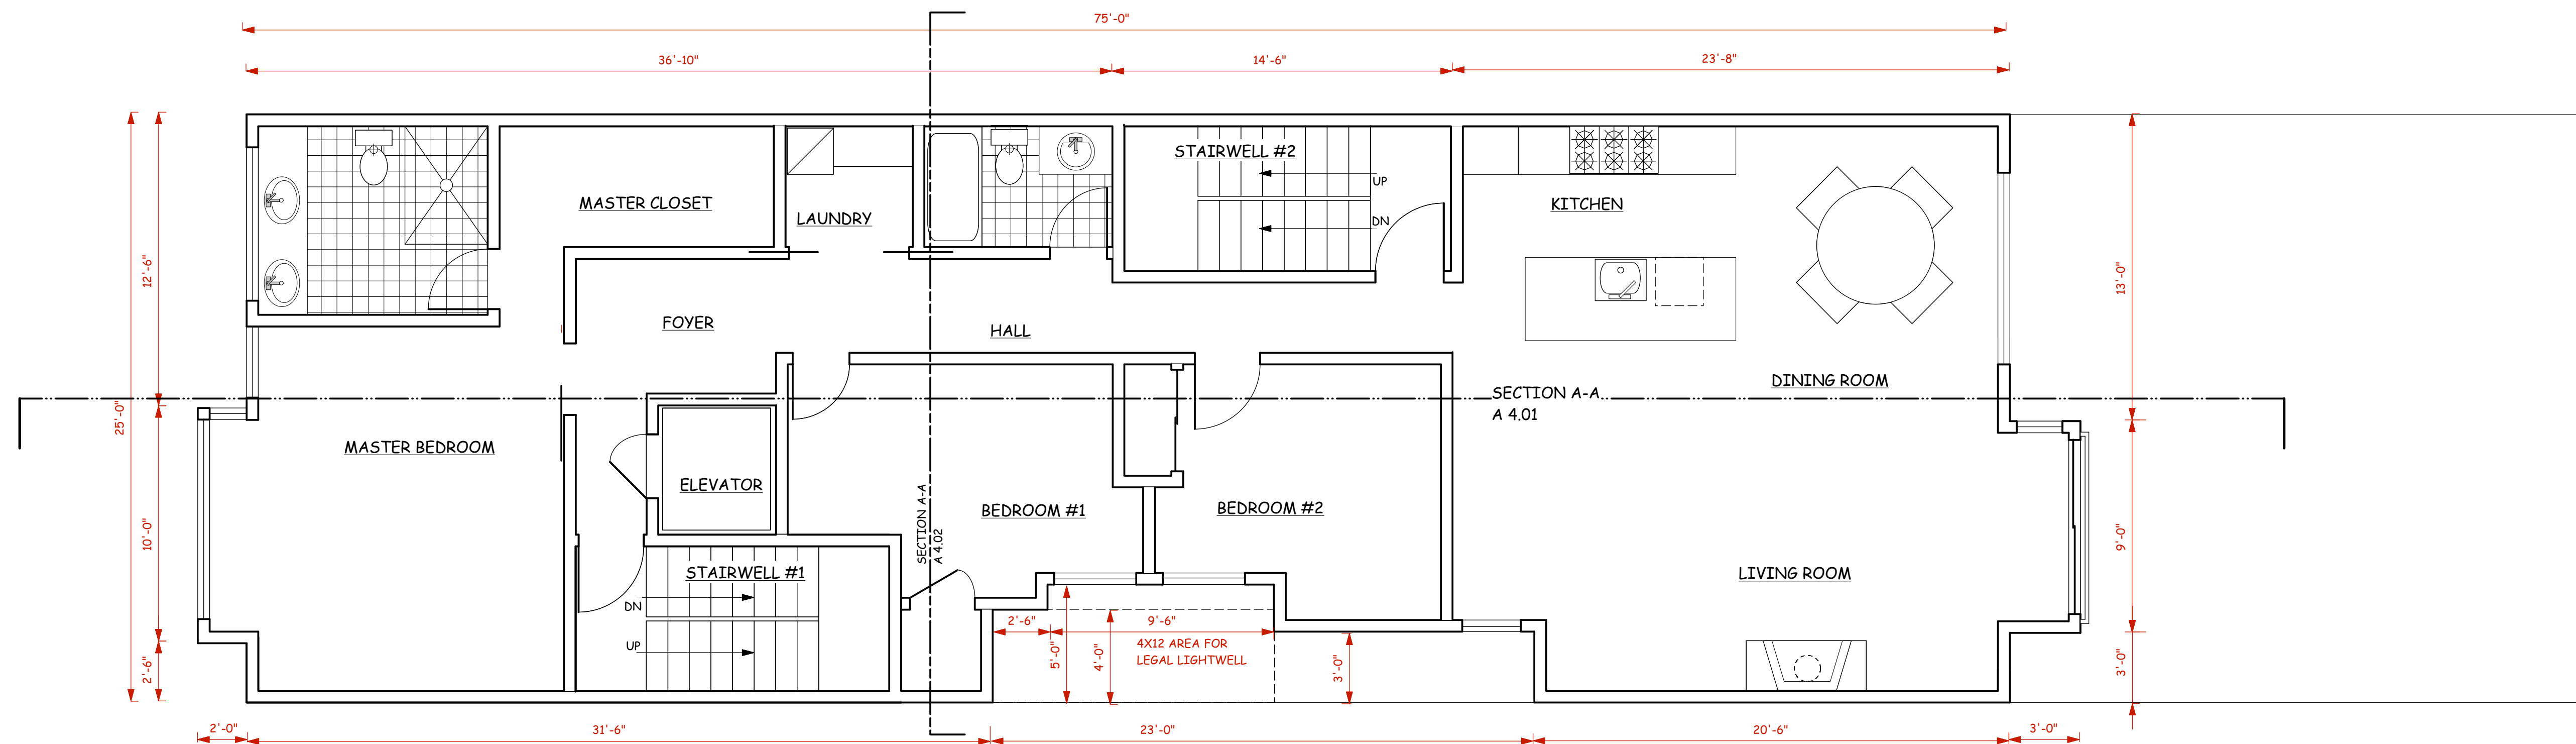 75'-0"
36'-10"
14'-6"
23'-8"
STAIRWELL #2
UP
DN
MASTER CLOSET
LAUNDRY
KITCHEN
12'-6"
13'-0"
FOYER
HALL
DINING ROOM
SECTION A-A
A 4.01
25'-0"
MASTER BEDROOM
ELEVATOR
BEDROOM #1
BEDROOM #2
SECTION A-A
A 4.02
10'-0"
9'-0"
STAIRWELL #1
LIVING ROOM
DN
UP
2'-6"
9'-6"
4X12 AREA FOR
LEGAL LIGHTWELL
5'-0"
4'-0"
3'-0"
2'-6"
3'-0"
2'-0"
31'-6"
23'-0"
20'-6"
3'-0"